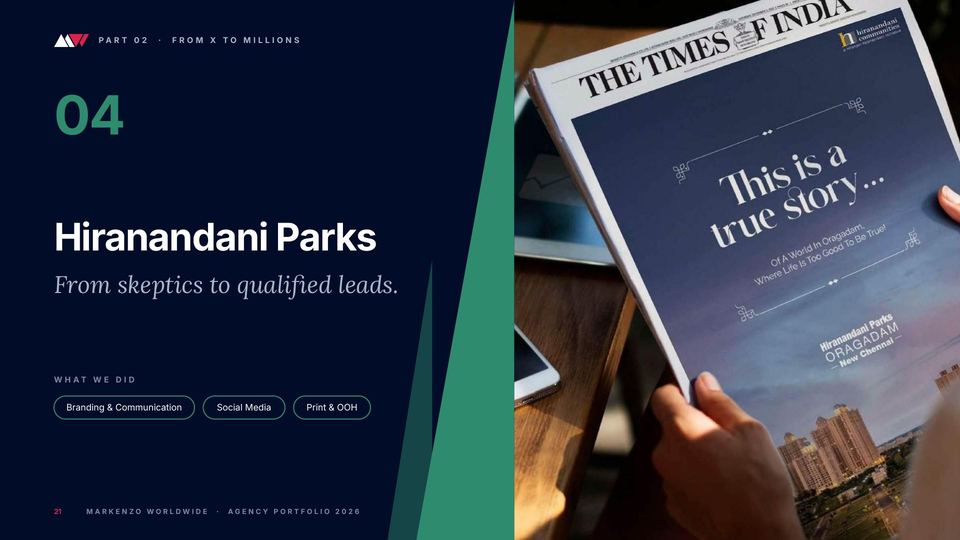 PART 02 · FROM X TO MILLIONS
04
Hiranandani Parks
From skeptics to qualified leads.
WHAT WE DID
Branding & Communication
Social Media
Print & OOH
21 MARKENZO WORLDWIDE · AGENCY PORTFOLIO 2026
THE TIMES OF INDIA
hiranandani
communities
This is a
true story...
Of A World In Oragadam,
Where Life Is Too Good To Be True!
Hiranandani Parks
ORAGADAM
New Chennai